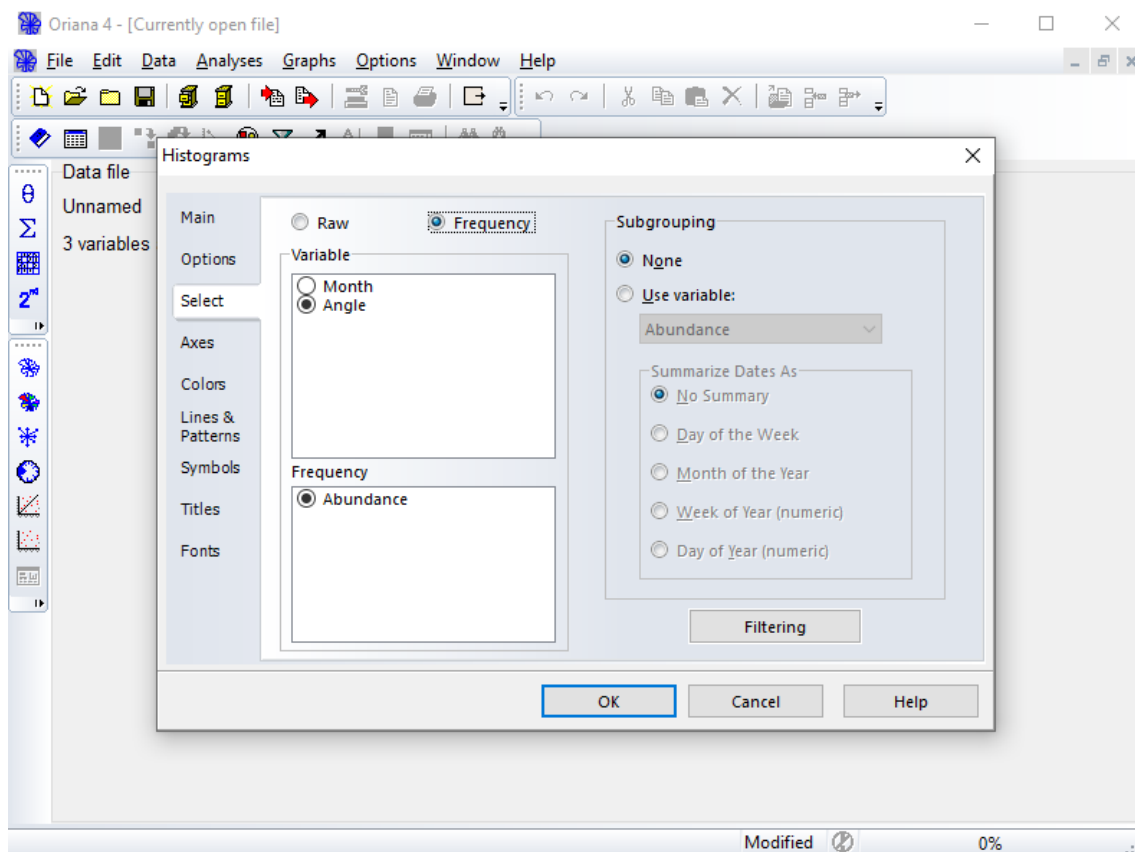 Oriana 4 - [Currently open file]
File Edit Data Analyses Graphs Options Window Help
Histograms
Data file
Unnamed
3 variables
θ
Σ
2nd
Main
Options
Select
Axes
Colors
Lines &
Patterns
Symbols
Titles
Fonts
Raw Frequency
Variable
Month
Angle
Frequency
Abundance
Subgrouping
None
Use variable:
Abundance
Summarize Dates As
No Summary
Day of the Week
Month of the Year
Week of Year (numeric)
Day of Year (numeric)
Filtering
OK Cancel Help
Modified 0%